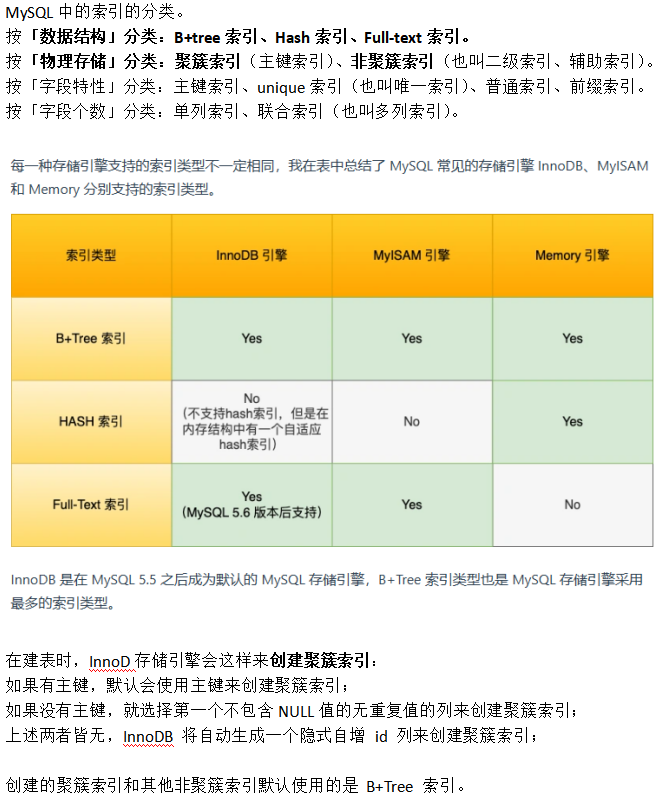 MySQL 中的索引的分类。
按「数据结构」分类：B+tree 索引、Hash 索引、Full-text 索引。
按「物理存储」分类：聚簇索引（主键索引）、非聚簇索引（也叫二级索引、辅助索引）。
按「字段特性」分类：主键索引、unique 索引（也叫唯一索引）、普通索引、前缀索引。
按「字段个数」分类：单列索引、联合索引（也叫多列索引）。
每一种存储引擎支持的索引类型不一定相同，我在表中总结了 MySQL 常见的存储引擎 InnoDB、MyISAM
和 Memory 分别支持的索引类型。
索引类型 InnoDB 引擎 MyISAM 引擎 Memory 引擎
B+Tree 索引 Yes Yes Yes
HASH 索引 No
（不支持hash索引，但是在
内存结构中有一个自适应
hash索引） No Yes
Full-Text 索引 Yes
（MySQL 5.6 版本后支持） Yes No
InnoDB 是在 MySQL 5.5 之后成为默认的 MySQL 存储引擎，B+Tree 索引类型也是 MySQL 存储引擎采用
最多的索引类型。
在建表时，InnoD 存储引擎会这样来创建聚簇索引：
如果有主键，默认会使用主键来创建聚簇索引；
如果没有主键，就选择第一个不包含 NULL 值的无重复值的列来创建聚簇索引；
上述两者皆无，InnoDB 将自动生成一个隐式自增 id 列来创建聚簇索引；
创建的聚簇索引和其他非聚簇索引默认使用的是 B+Tree 索引。